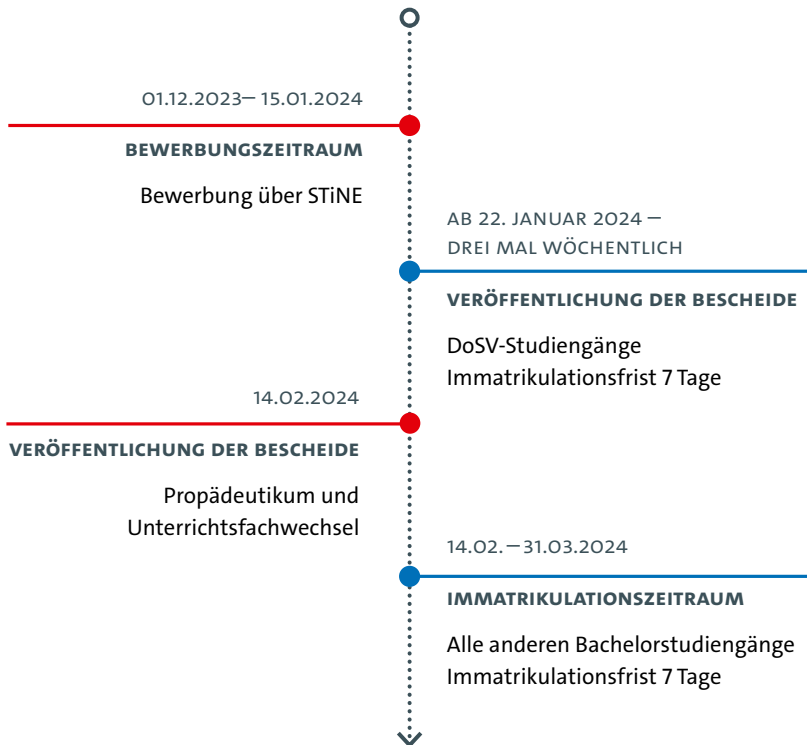 01.12.2023– 15.01.2024
BEWERBUNGSZEITRAUM
Bewerbung über STiNE
AB 22. JANUAR 2024 –
DREI MAL WÖCHENTLICH
VERÖFFENTLICHUNG DER BESCHEIDE
DoSV-Studiengänge
Immatrikulationsfrist 7 Tage
14.02.2024
VERÖFFENTLICHUNG DER BESCHEIDE
Propädeutikum und
Unterrichtsfachwechsel
14.02. – 31.03.2024
IMMATRIKULATIONSZEITRAUM
Alle anderen Bachelorstudiengänge
Immatrikulationsfrist 7 Tage